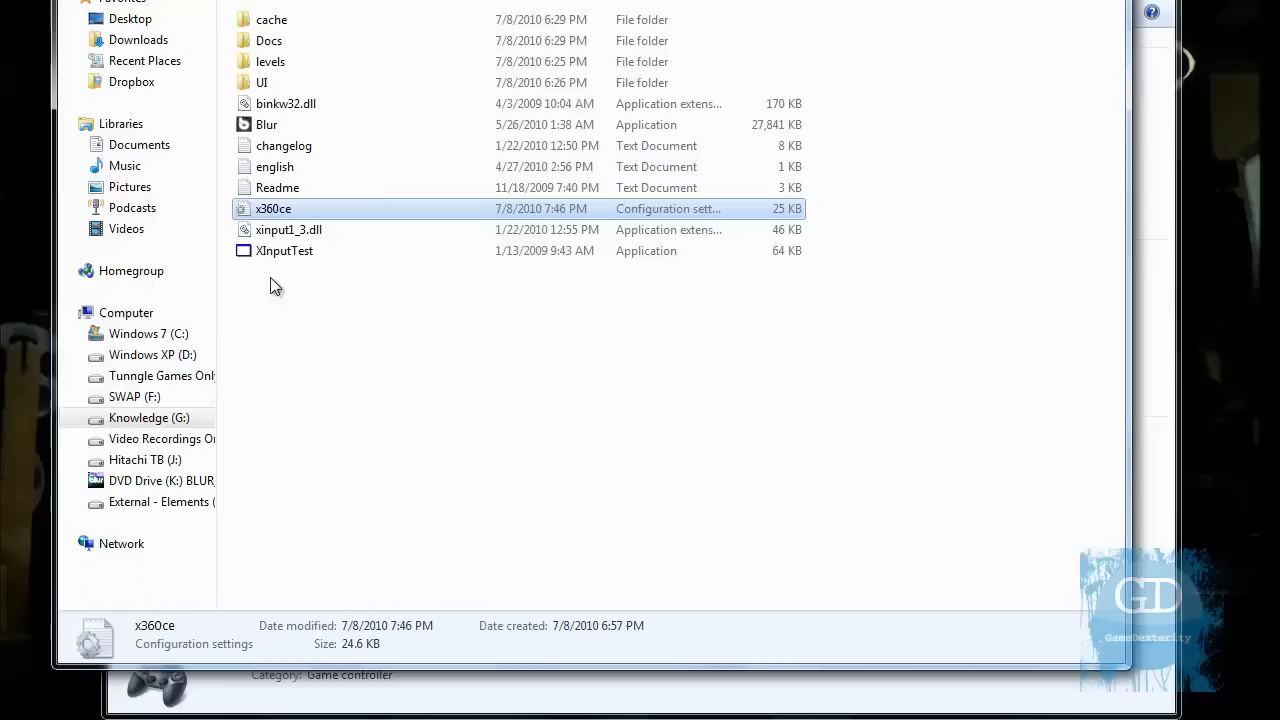 Favorites
Desktop
Downloads
Recent Places
Dropbox
Libraries
Documents
Music
Pictures
Podcasts
Videos
Homegroup
Computer
Windows 7 (C:)
Windows XP (D:)
Tunngle Games Onl
SWAP (F:)
Knowledge (G:)
Video Recordings O
Hitachi TB (J:)
DVD Drive (K:) BLUR
External - Elements (
Network
cache 7/8/2010 6:29 PM File folder
Docs 7/8/2010 6:29 PM File folder
levels 7/8/2010 6:25 PM File folder
UI 7/8/2010 6:26 PM File folder
binkw32.dll 4/3/2009 10:04 AM Application extens... 170 KB
Blur 5/26/2010 1:38 AM Application 27,841 KB
changelog 1/22/2010 12:50 PM Text Document 8 KB
english 4/27/2010 2:56 PM Text Document 1 KB
Readme 11/18/2009 7:40 PM Text Document 3 KB
x360ce 7/8/2010 7:46 PM Configuration sett... 25 KB
xinput1_3.dll 1/22/2010 12:55 PM Application extens... 46 KB
XInputTest 1/13/2009 9:43 AM Application 64 KB
x360ce Date modified: 7/8/2010 7:46 PM Date created: 7/8/2010 6:57 PM
Configuration settings Size: 24.6 KB
Category: Game controller
GD
GameDexterity